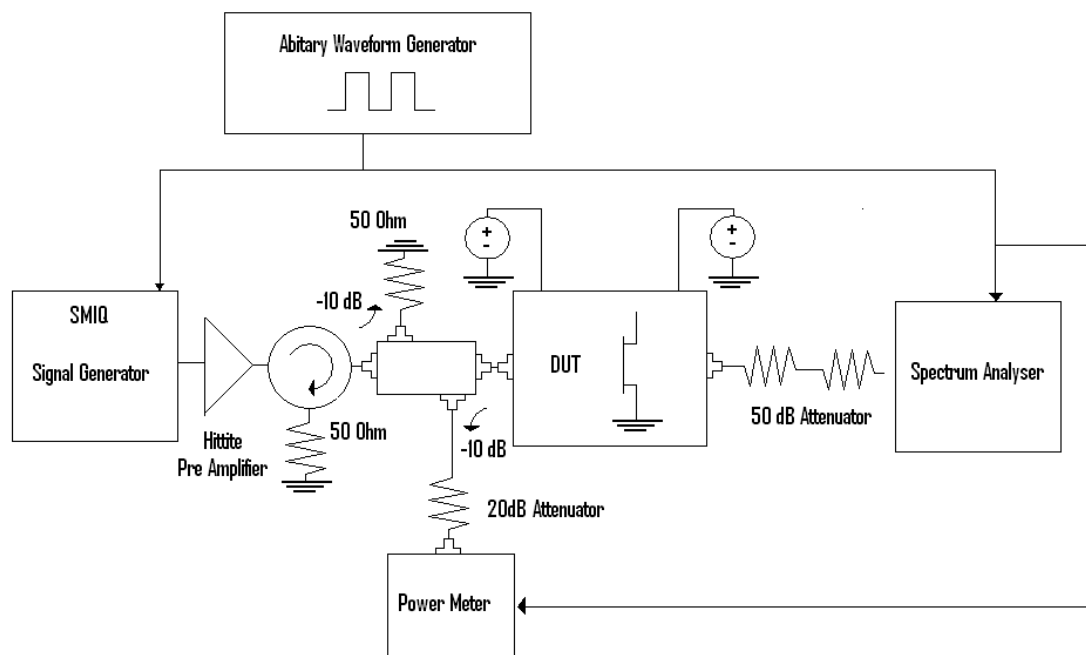 Abitary Waveform Generator
50 Ohm
+
-
+
-
-10 dB
SMIQ
Signal Generator
DUT
Spectrum Analyser
50 Ohm
-10 dB
50 dB Attenuator
Hittite
Pre Amplifier
20dB Attenuator
Power Meter